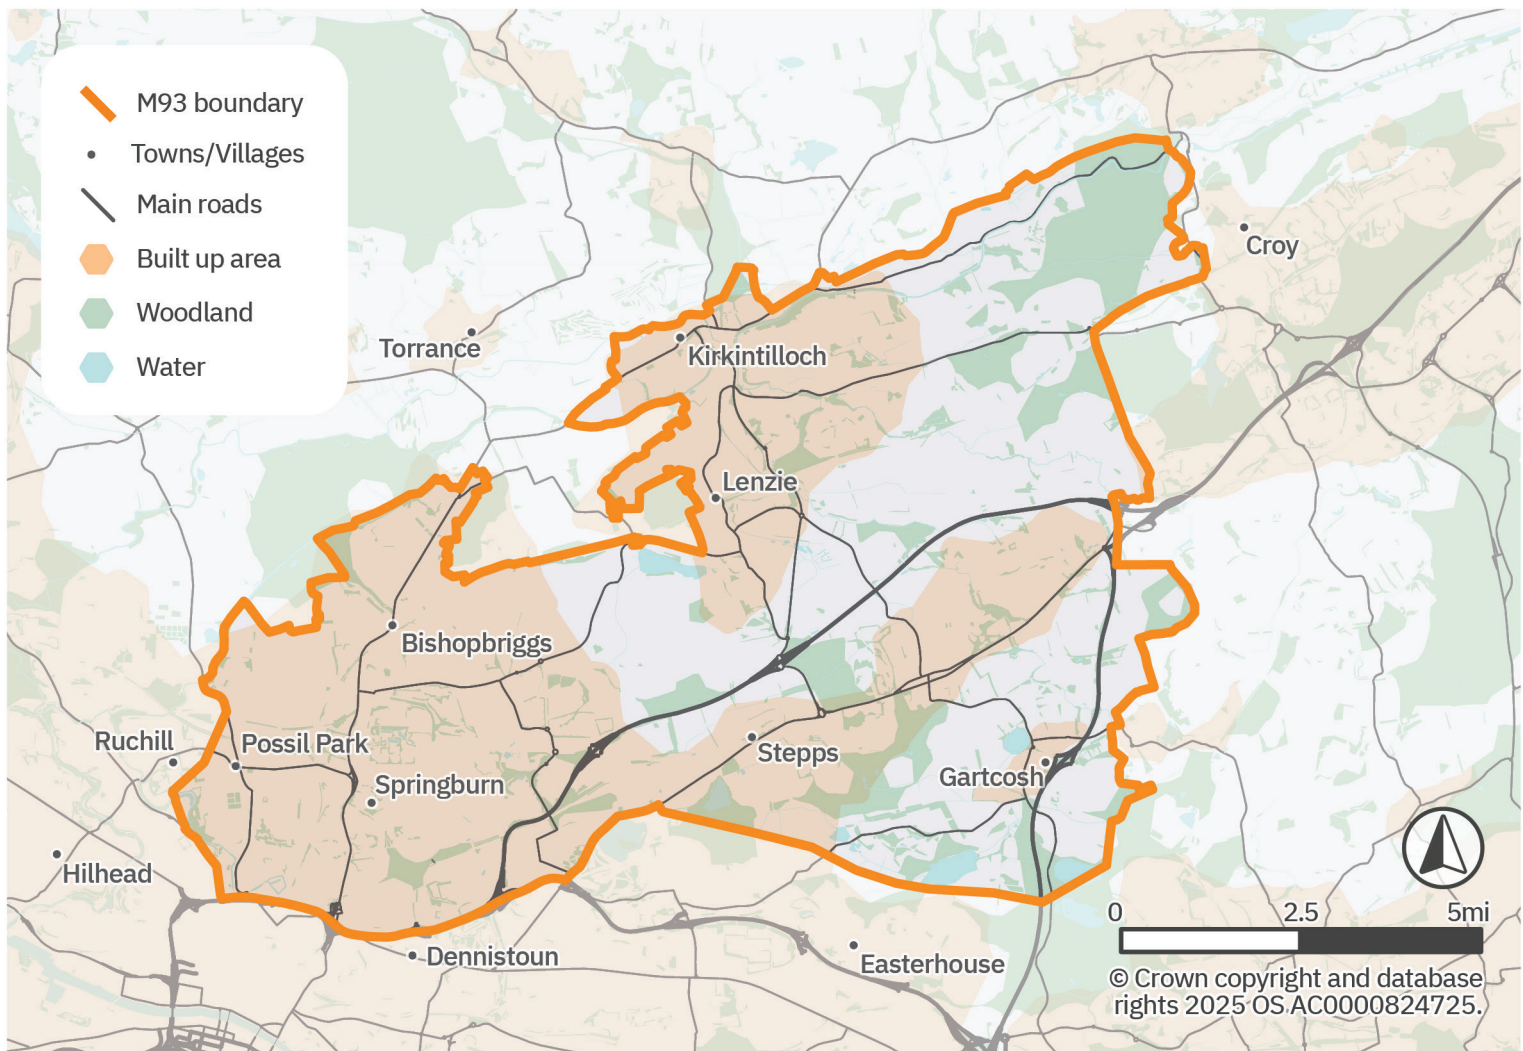 M93 boundary
Towns/Villages
Main roads
Built up area
Woodland
Water
Croy
Torrance
Kirkintilloch
Lenzie
Bishopbriggs
Ruchill
Possil Park
Stepps
Springburn
Gartcosh
Hilhead
Dennistoun
Easterhouse
0 2.5 5mi
© Crown copyright and database
rights 2025 OS AC0000824725.